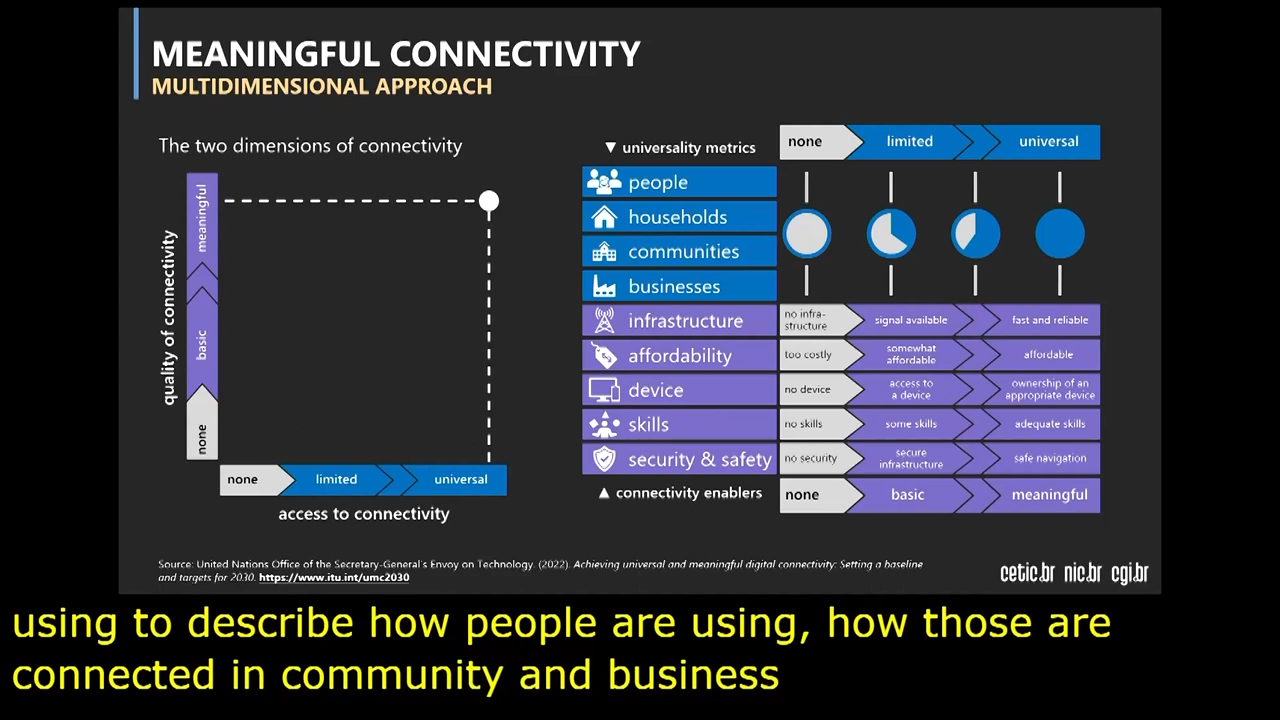 MEANINGFUL CONNECTIVITY
MULTIDIMENSIONAL APPROACH
The two dimensions of connectivity
quality of connectivity
meaningful
basic
none
none
limited
universal
access to connectivity
▼ universality metrics
none
limited
universal
people
households
communities
businesses
infrastructure
no infra-
structure
signal available
fast and reliable
affordability
too costly
somewhat
affordable
affordable
device
no device
access to
a device
ownership of an
appropriate device
skills
no skills
some skills
adequate skills
security & safety
no security
secure
infrastructure
safe navigation
▲ connectivity enablers
none
basic
meaningful
Source: United Nations Office of the Secretary-General's Envoy on Technology. (2022). Achieving universal and meaningful digital connectivity: Setting a baseline
and targets for 2030. https://www.itu.int/umc2030
cetic.br nic.br cgi.br
using to describe how people are using, how those are
connected in community and business